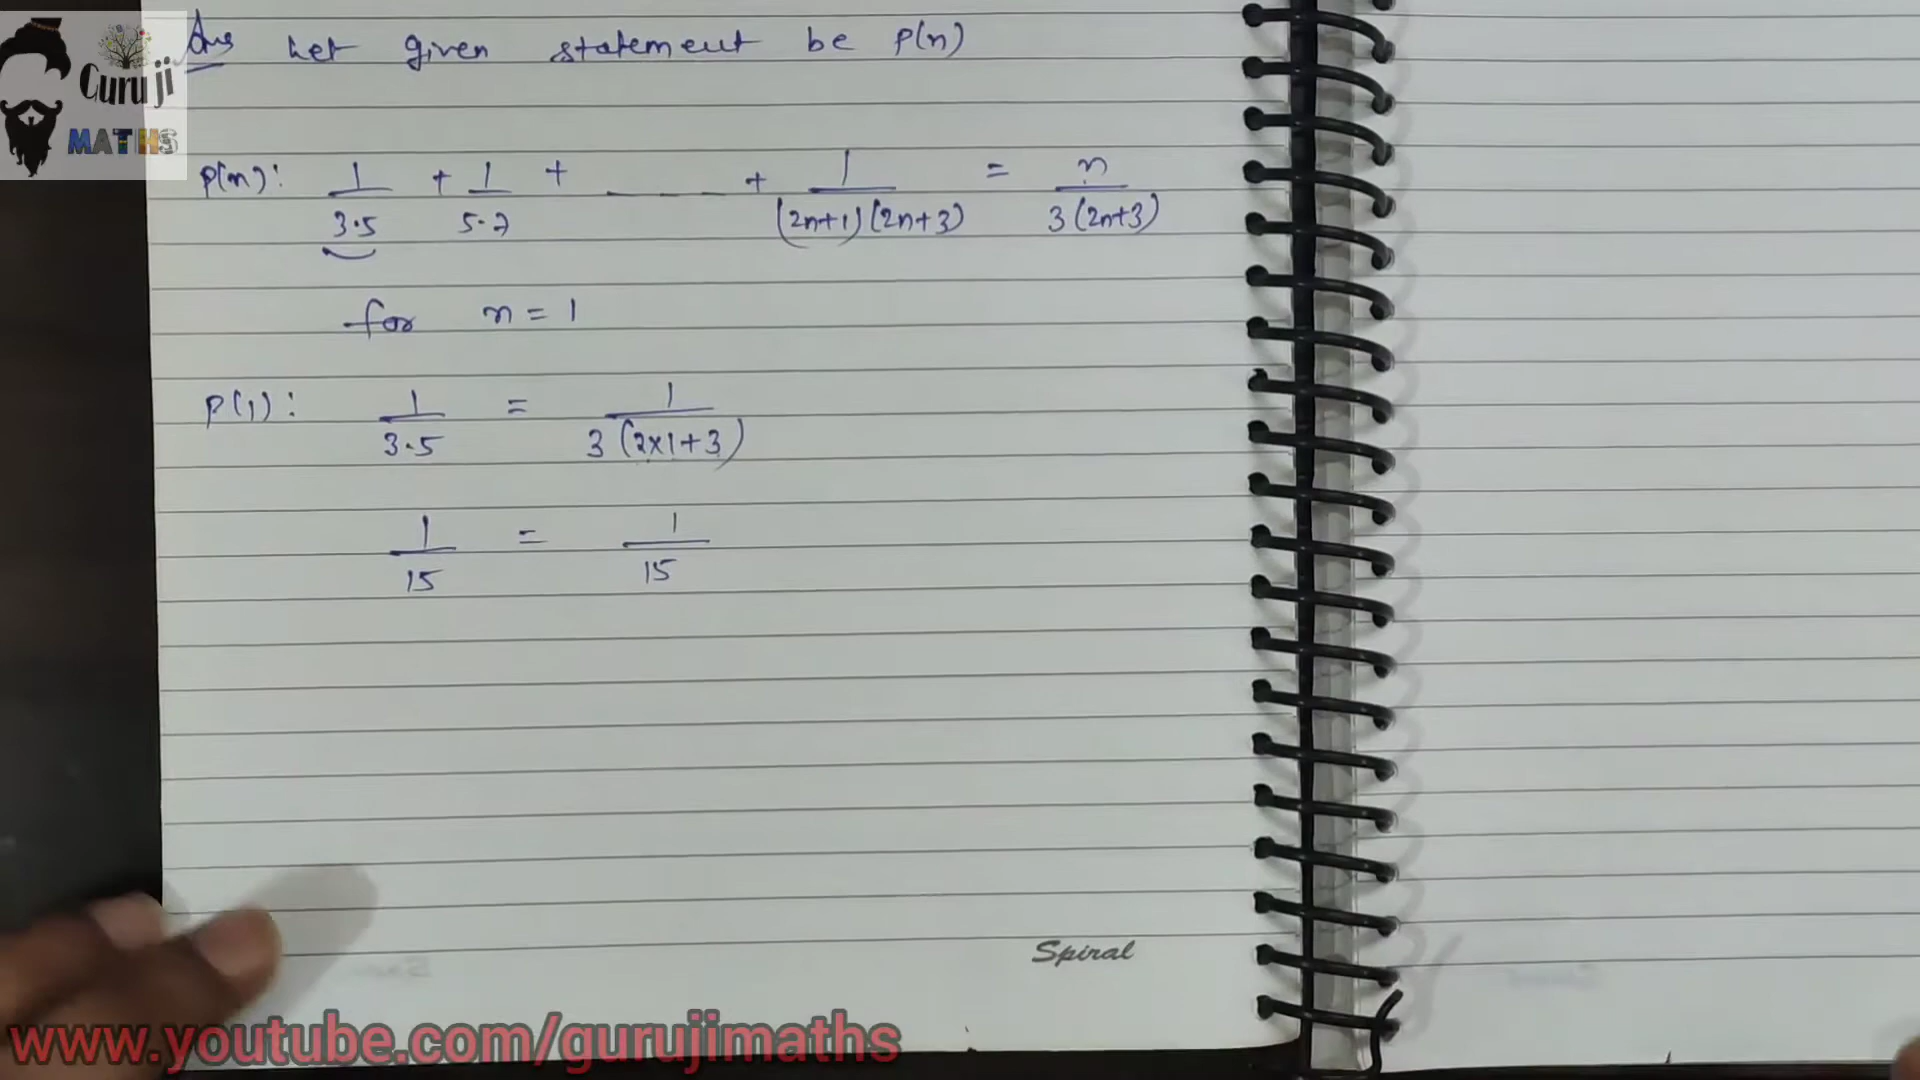 Ans Let given statement be P(n)
Guruji
MATHS
P(n): 1/3·5 + 1/5·7 + ---- + 1/(2n+1)(2n+3) = n/3(2n+3)
for n = 1
P(1): 1/3·5 = 1/3(2×1+3)
1/15 = 1/15
Spiral
www.youtube.com/gurujimaths